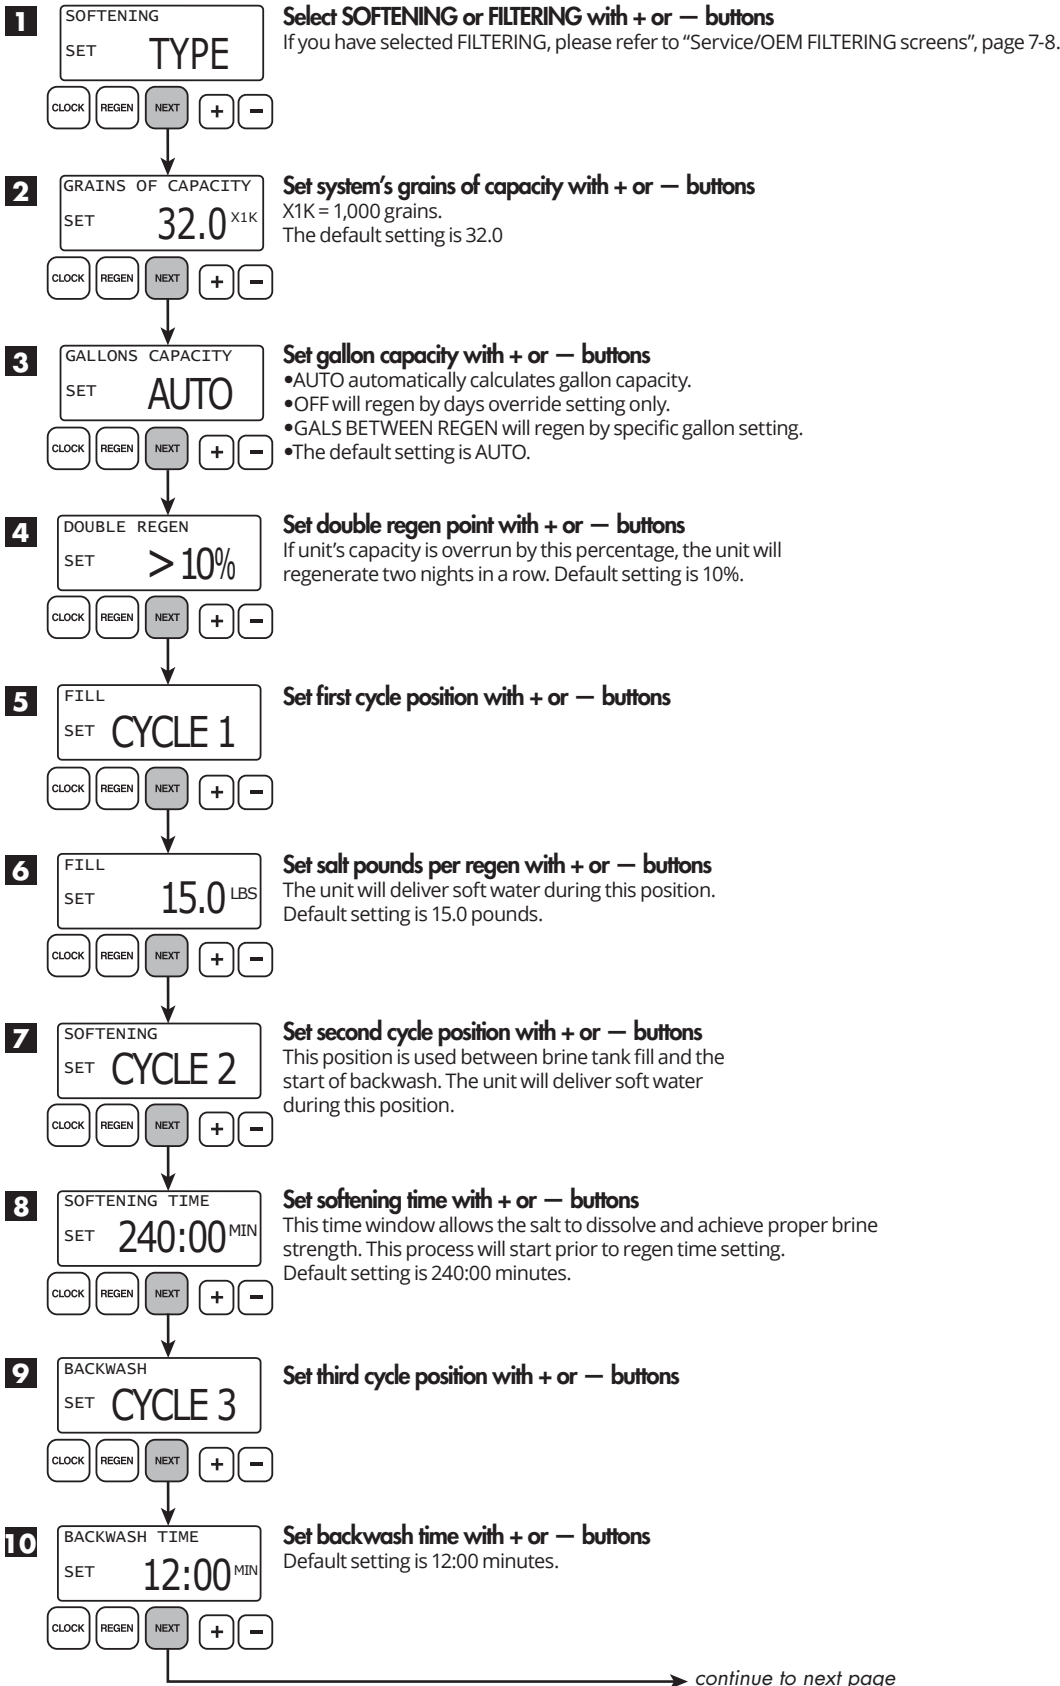 1
SOFTENING
SET TYPE
CLOCK REGEN NEXT + −
Select SOFTENING or FILTERING with + or — buttons
If you have selected FILTERING, please refer to “Service/OEM FILTERING screens”, page 7-8.
2
GRAINS OF CAPACITY
SET 32.0 X1K
CLOCK REGEN NEXT + −
Set system’s grains of capacity with + or — buttons
X1K = 1,000 grains.
The default setting is 32.0
3
GALLONS CAPACITY
SET AUTO
CLOCK REGEN NEXT + −
Set gallon capacity with + or — buttons
•AUTO automatically calculates gallon capacity.
•OFF will regen by days override setting only.
•GALS BETWEEN REGEN will regen by specific gallon setting.
•The default setting is AUTO.
4
DOUBLE REGEN
SET >10%
CLOCK REGEN NEXT + −
Set double regen point with + or — buttons
If unit’s capacity is overrun by this percentage, the unit will
regenerate two nights in a row. Default setting is 10%.
5
FILL
SET CYCLE 1
CLOCK REGEN NEXT + −
Set first cycle position with + or — buttons
6
FILL
SET 15.0 LBS
CLOCK REGEN NEXT + −
Set salt pounds per regen with + or — buttons
The unit will deliver soft water during this position.
Default setting is 15.0 pounds.
7
SOFTENING
SET CYCLE 2
CLOCK REGEN NEXT + −
Set second cycle position with + or — buttons
This position is used between brine tank fill and the
start of backwash. The unit will deliver soft water
during this position.
8
SOFTENING TIME
SET 240:00 MIN
CLOCK REGEN NEXT + −
Set softening time with + or — buttons
This time window allows the salt to dissolve and achieve proper brine
strength. This process will start prior to regen time setting.
Default setting is 240:00 minutes.
9
BACKWASH
SET CYCLE 3
CLOCK REGEN NEXT + −
Set third cycle position with + or — buttons
10
BACKWASH TIME
SET 12:00 MIN
CLOCK REGEN NEXT + −
Set backwash time with + or — buttons
Default setting is 12:00 minutes.
continue to next page